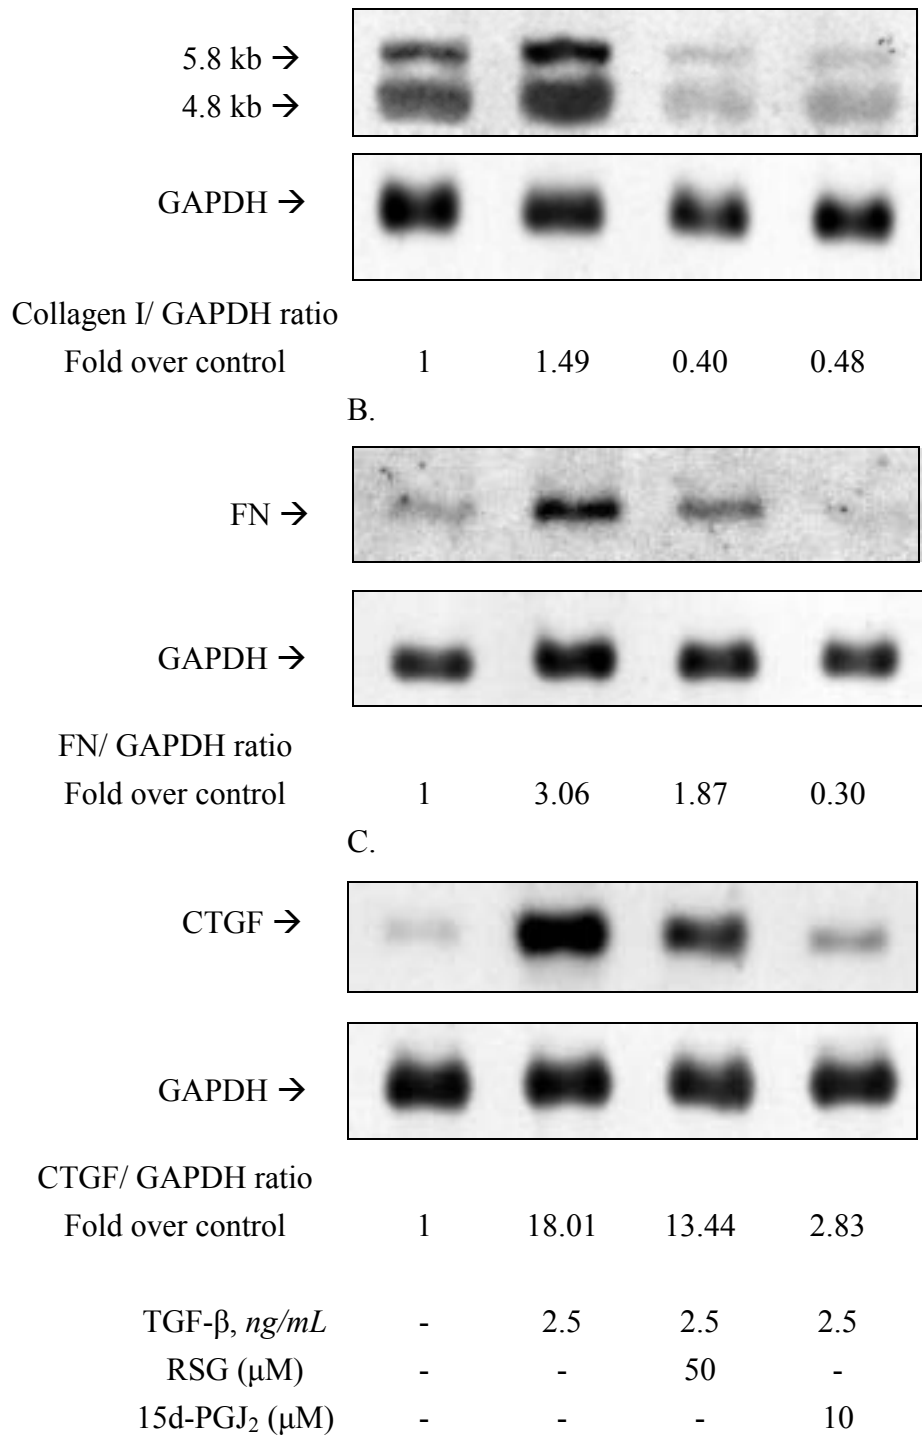 5.8 kb →
4.8 kb →
GAPDH →
Collagen I/ GAPDH ratio
Fold over control 1 1.49 0.40 0.48
B.
FN →
GAPDH →
FN/ GAPDH ratio
Fold over control 1 3.06 1.87 0.30
C.
CTGF →
GAPDH →
CTGF/ GAPDH ratio
Fold over control 1 18.01 13.44 2.83
TGF-β, ng/mL - 2.5 2.5 2.5
RSG (μM) - - 50 -
15d-PGJ₂ (μM) - - - 10